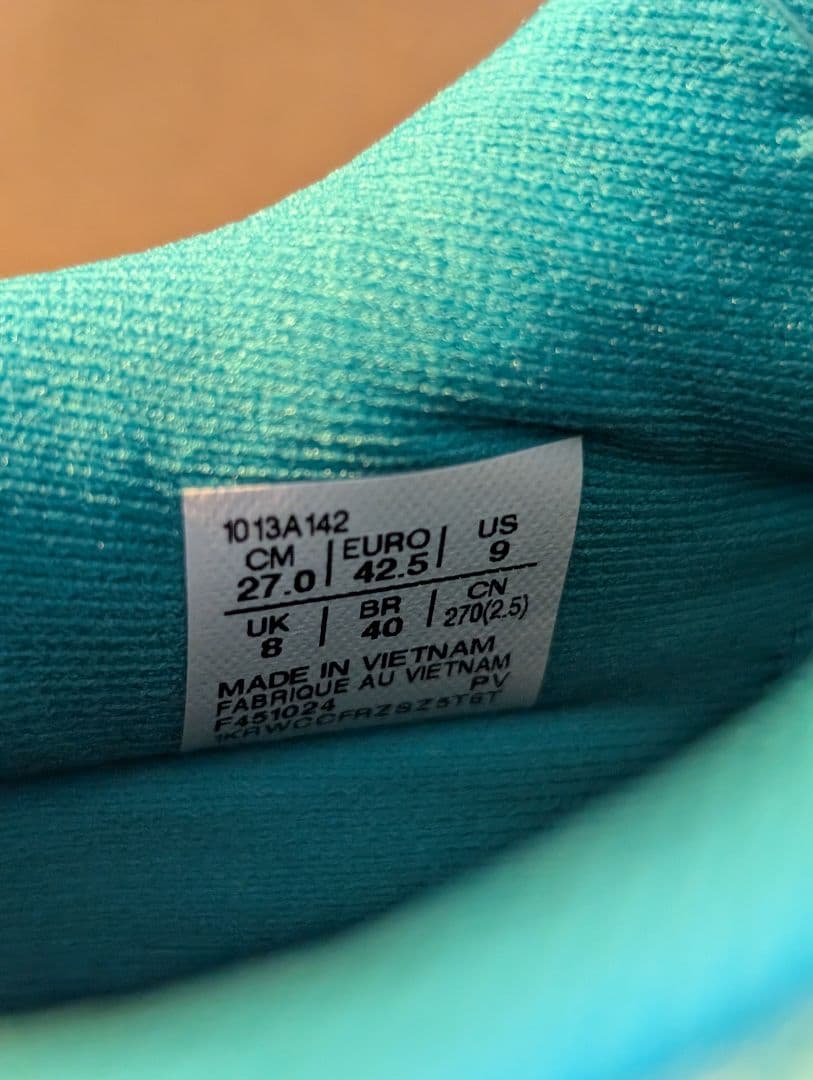 1013A142
CM | EURO | US
27.0 | 42.5 | 9
UK | BR | CN
8 | 40 | 270(2.5)
MADE IN VIETNAM
FABRIQUE AU VIETNAM
F451024 PV